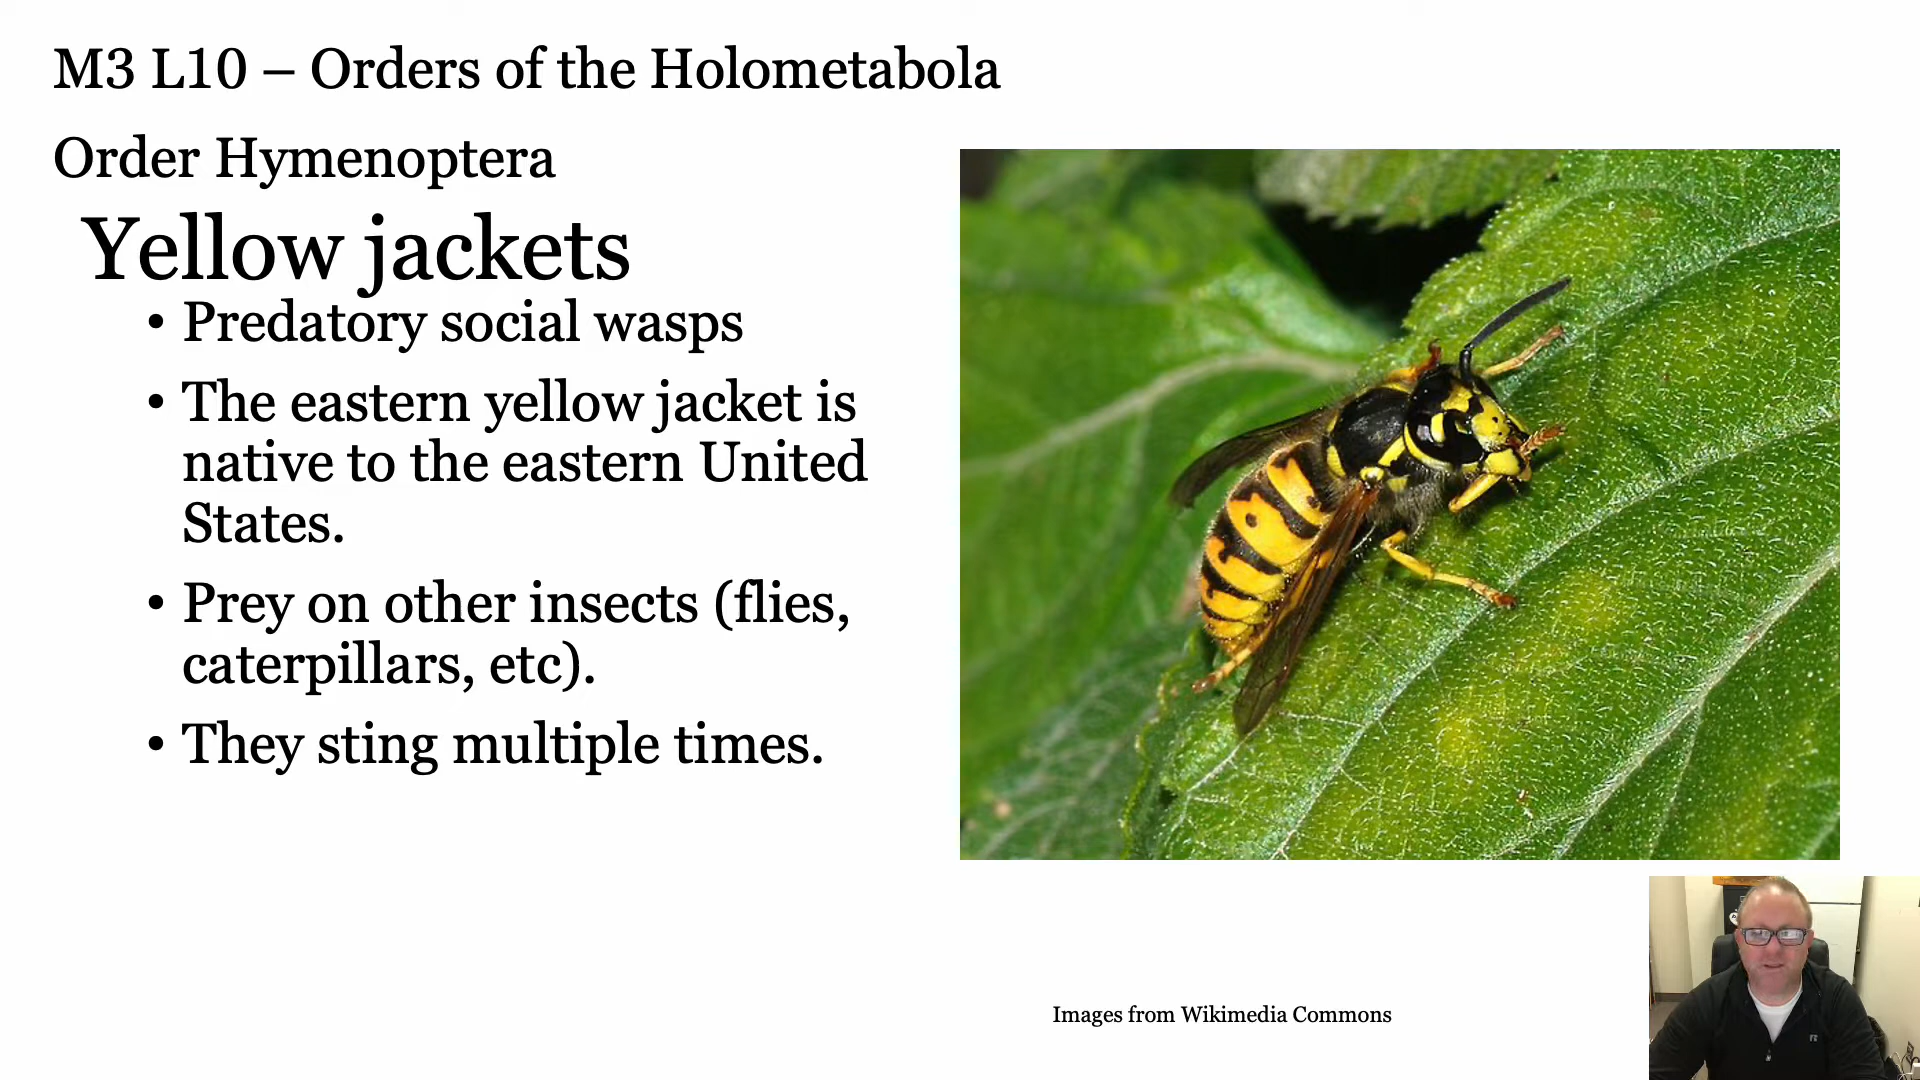 M3 L10 – Orders of the Holometabola
Order Hymenoptera
Yellow jackets
• Predatory social wasps
• The eastern yellow jacket is
native to the eastern United
States.
• Prey on other insects (flies,
caterpillars, etc).
• They sting multiple times.
Images from Wikimedia Commons